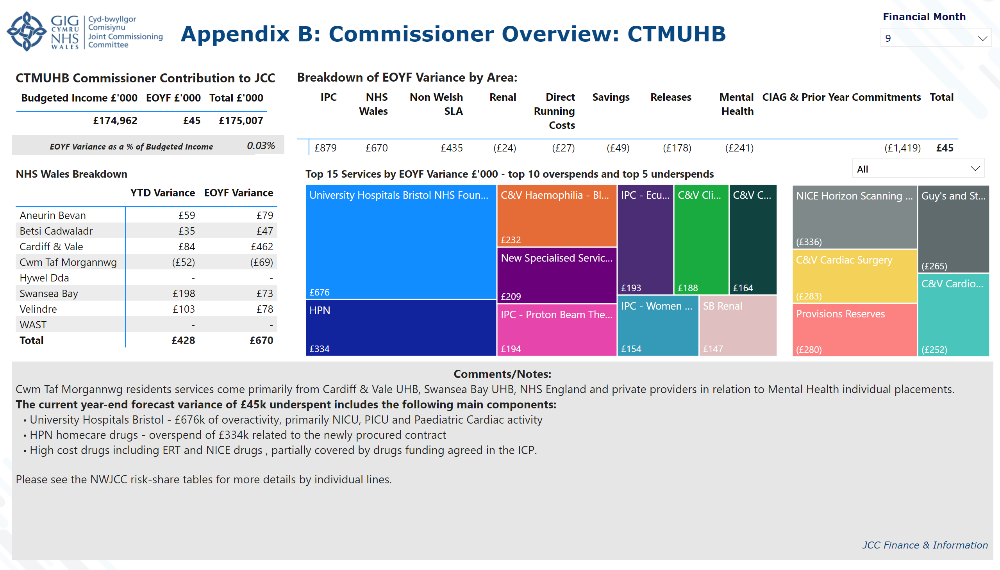 GIG
CYMRU
NHS
WALES
Cyd-bwyllgor
Comisiynu
Joint Commissioning
Committee
Appendix B: Commissioner Overview: CTMUHB
Financial Month
9
CTMUHB Commissioner Contribution to JCC
Budgeted Income £'000 EOYF £'000 Total £'000
£174,962 £45 £175,007
EOYF Variance as a % of Budgeted Income 0.03%
Breakdown of EOYF Variance by Area:
IPC NHS Wales Non Welsh SLA Renal Direct Running Costs Savings Releases Mental Health CIAG & Prior Year Commitments Total
£879 £670 £435 (£24) (£27) (£49) (£178) (£241) (£1,419) £45
All
NHS Wales Breakdown
YTD Variance EOYF Variance
Aneurin Bevan £59 £79
Betsi Cadwaladr £35 £47
Cardiff & Vale £84 £462
Cwm Taf Morgannwg (£52) (£69)
Hywel Dda - -
Swansea Bay £198 £73
Velindre £103 £78
WAST - -
Total £428 £670
Top 15 Services by EOYF Variance £'000 - top 10 overspends and top 5 underspends
University Hospitals Bristol NHS Foun...
£676
HPN
£334
C&V Haemophilia - Bl...
£232
New Specialised Servic...
£209
IPC - Proton Beam The...
£194
IPC - Ecu...
£193
C&V Cli...
£188
C&V C...
£164
IPC - Women ...
£154
SB Renal
£147
NICE Horizon Scanning ...
(£336)
C&V Cardiac Surgery
(£283)
Provisions Reserves
(£280)
Guy's and St...
(£265)
C&V Cardio...
(£252)
Comments/Notes:
Cwm Taf Morgannwg residents services come primarily from Cardiff & Vale UHB, Swansea Bay UHB, NHS England and private providers in relation to Mental Health individual placements.
The current year-end forecast variance of £45k underspent includes the following main components:
• University Hospitals Bristol - £676k of overactivity, primarily NICU, PICU and Paediatric Cardiac activity
• HPN homecare drugs - overspend of £334k related to the newly procured contract
• High cost drugs including ERT and NICE drugs , partially covered by drugs funding agreed in the ICP.
Please see the NWJCC risk-share tables for more details by individual lines.
JCC Finance & Information